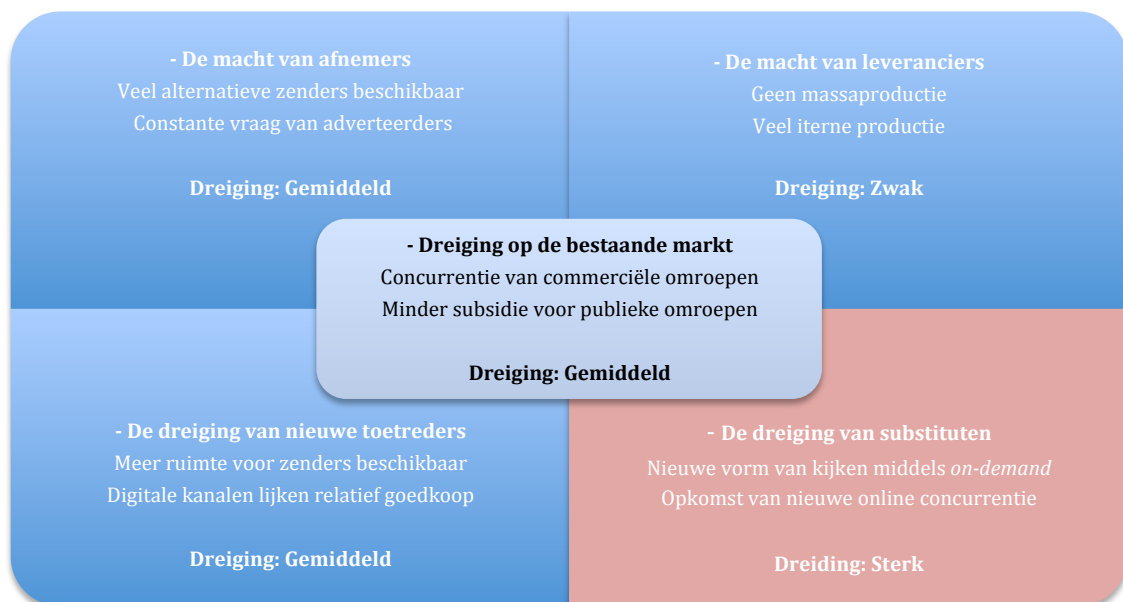 - De macht van afnemers
Veel alternatieve zenders beschikbaar
Constante vraag van adverteerders
Dreiging: Gemiddeld
- De macht van leveranciers
Geen massaproductie
Veel iterne productie
Dreiging: Zwak
- Dreiging op de bestaande markt
Concurrentie van commerciële omroepen
Minder subsidie voor publieke omroepen
Dreiging: Gemiddeld
- De dreiging van nieuwe toetreders
Meer ruimte voor zenders beschikbaar
Digitale kanalen lijken relatief goedkoop
Dreiging: Gemiddeld
- De dreiging van substituten
Nieuwe vorm van kijken middels on-demand
Opkomst van nieuwe online concurrentie
Dreiding: Sterk